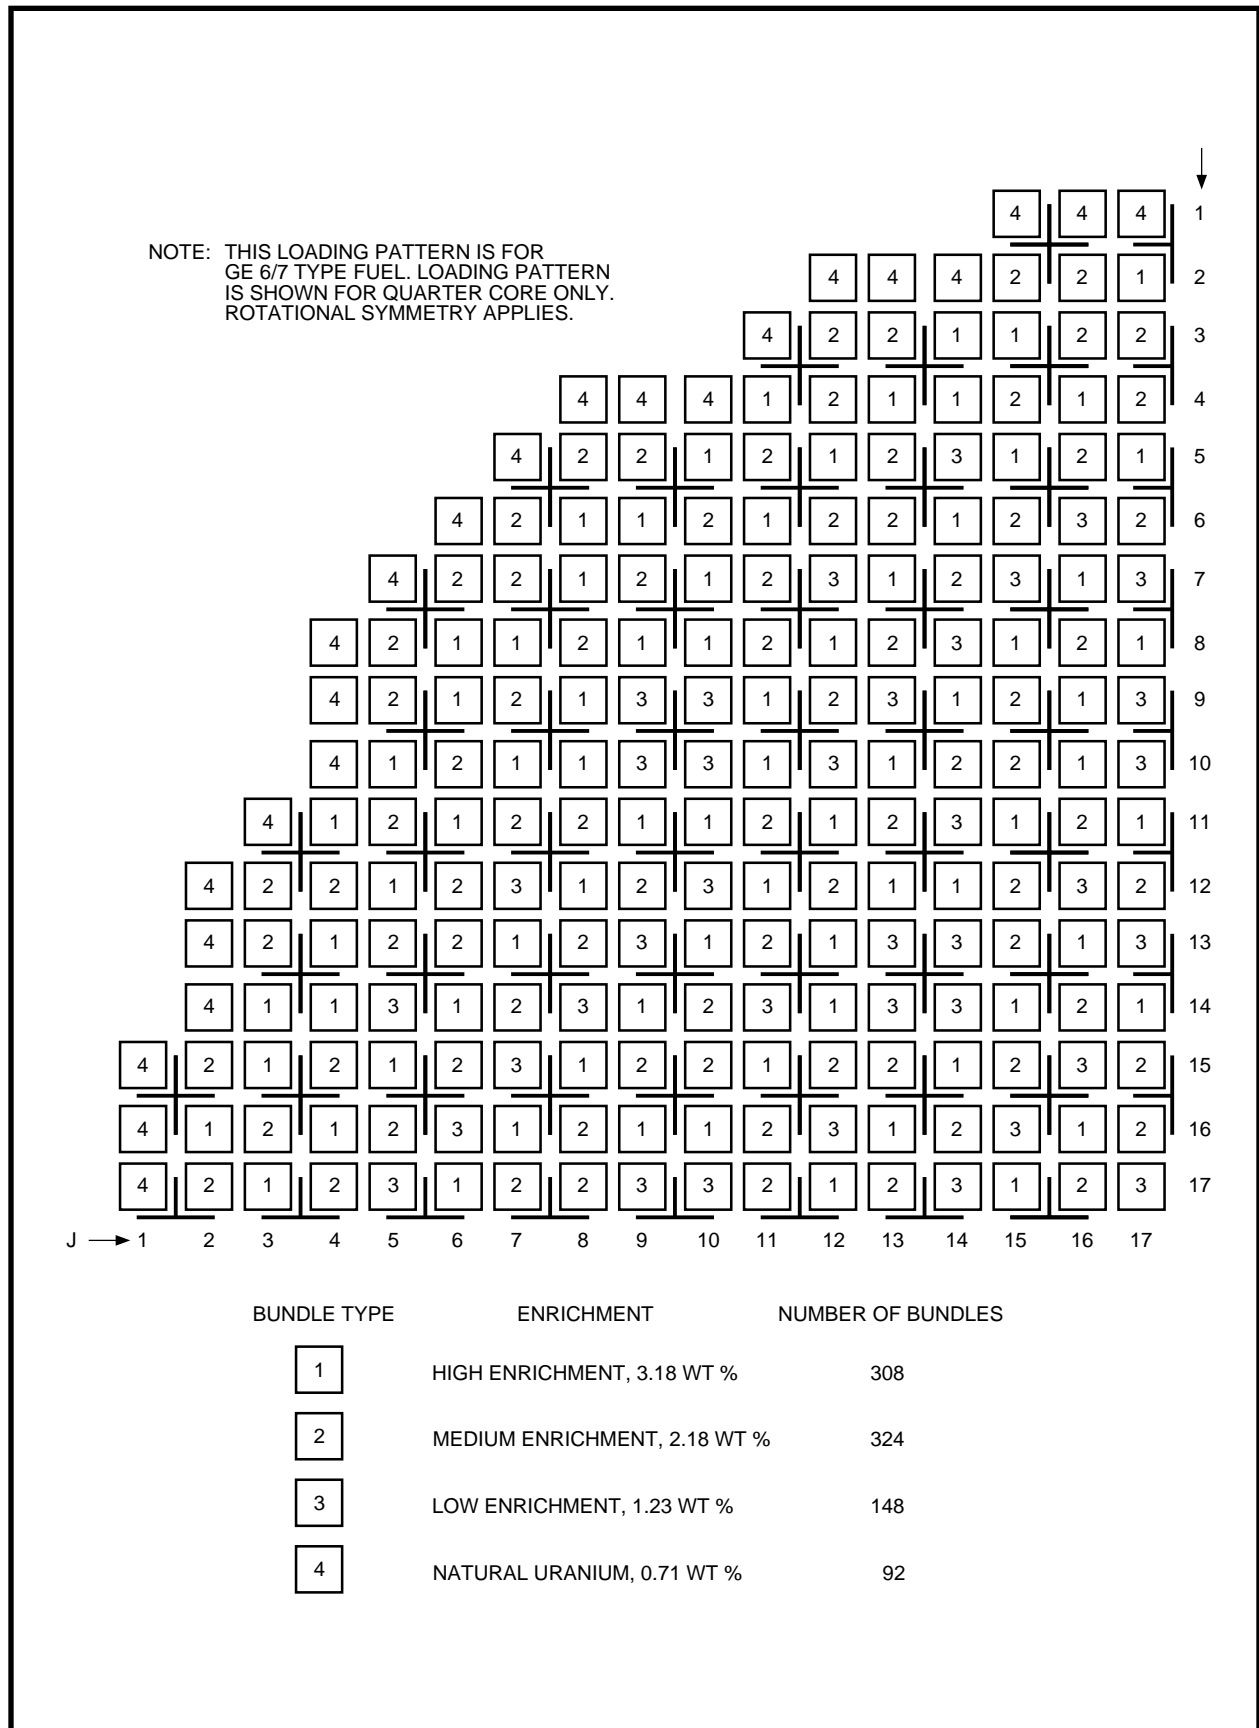 4 4 4 1
NOTE: THIS LOADING PATTERN IS FOR
GE 6/7 TYPE FUEL. LOADING PATTERN
IS SHOWN FOR QUARTER CORE ONLY.
ROTATIONAL SYMMETRY APPLIES.
4 4 4 2 2 1 2
4 2 2 1 1 2 2 3
4 4 4 1 2 1 1 2 1 2 4
4 2 2 1 2 1 2 3 1 2 1 5
4 2 1 1 2 1 2 2 1 2 3 2 6
4 2 2 1 2 1 2 3 1 2 3 1 3 7
4 2 1 1 2 1 1 2 1 2 3 1 2 1 8
4 2 1 2 1 3 3 1 2 3 1 2 1 3 9
4 1 2 1 1 3 3 1 3 1 2 2 1 3 10
4 1 2 1 2 2 1 1 2 1 2 3 1 2 1 11
4 2 2 1 2 3 1 2 3 1 2 1 1 2 3 2 12
4 2 1 2 2 1 2 3 1 2 1 3 3 2 1 3 13
4 1 1 3 1 2 3 1 2 3 1 3 3 1 2 1 14
4 2 1 2 1 2 3 1 2 2 1 2 2 1 2 3 2 15
4 1 2 1 2 3 1 2 1 1 2 3 1 2 3 1 2 16
4 2 1 2 3 1 2 2 3 3 2 1 2 3 1 2 3 17
J 1 2 3 4 5 6 7 8 9 10 11 12 13 14 15 16 17
BUNDLE TYPE ENRICHMENT NUMBER OF BUNDLES
1 HIGH ENRICHMENT, 3.18 WT % 308
2 MEDIUM ENRICHMENT, 2.18 WT % 324
3 LOW ENRICHMENT, 1.23 WT % 148
4 NATURAL URANIUM, 0.71 WT % 92